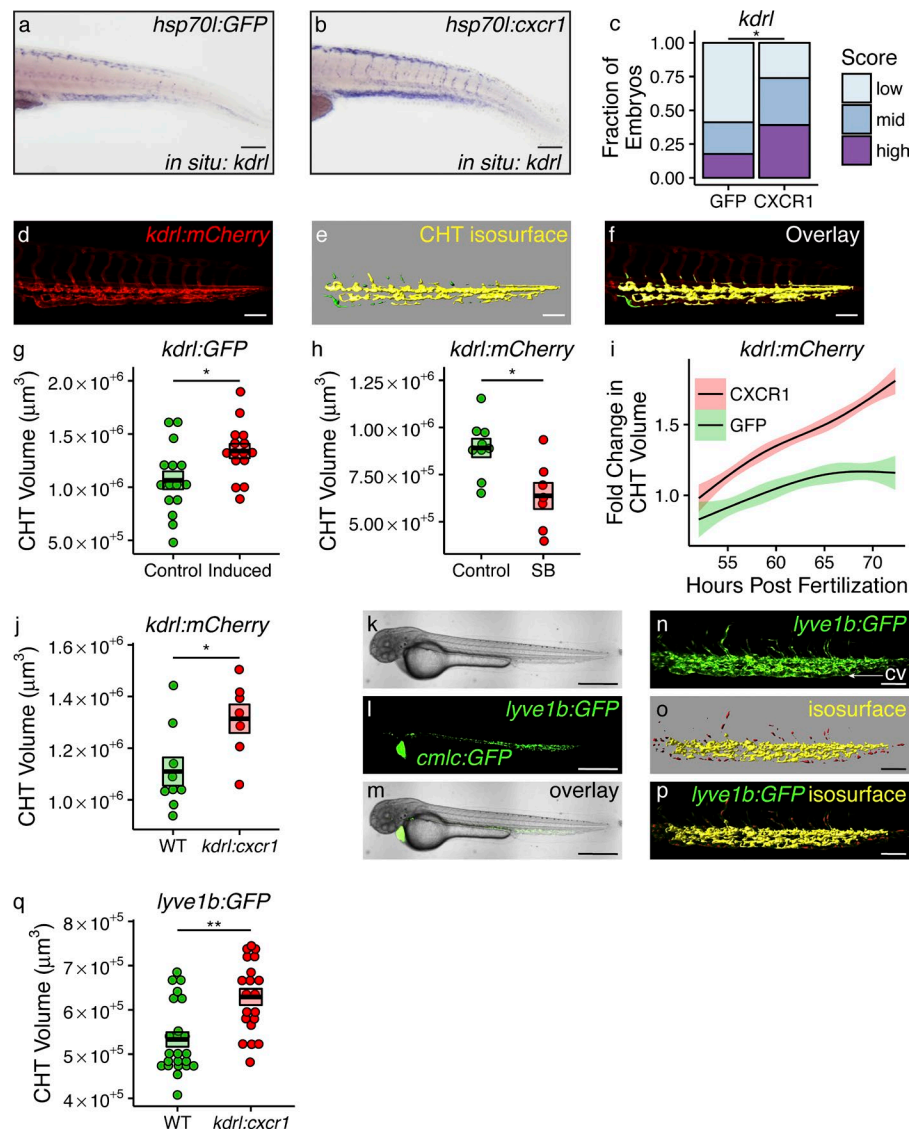 a
hsp70l:GFP
in situ: kdrl
b
hsp70l:cxcr1
in situ: kdrl
c
kdrl
*
Fraction of
Embryos
1.00
0.75
0.50
0.25
0.00
GFP CXCR1
Score
low
mid
high
d
kdrl:mCherry
e
CHT isosurface
f
Overlay
g
kdrl:GFP
*
CHT Volume (μm³)
2.0×10⁺⁶
1.5×10⁺⁶
1.0×10⁺⁶
5.0×10⁺⁵
Control Induced
h
kdrl:mCherry
*
CHT Volume (μm³)
1.25×10⁺⁶
1.00×10⁺⁶
7.50×10⁺⁵
5.00×10⁺⁵
Control SB
i
kdrl:mCherry
CXCR1
GFP
Fold Change in
CHT Volume
1.5
1.0
55 60 65 70
Hours Post Fertilization
j
kdrl:mCherry
*
CHT Volume (μm³)
1.6×10⁺⁶
1.4×10⁺⁶
1.2×10⁺⁶
1.0×10⁺⁶
WT kdrl:cxcr1
k
l
lyve1b:GFP
cmlc:GFP
m
overlay
n
lyve1b:GFP
cv
o
isosurface
p
lyve1b:GFP isosurface
q
lyve1b:GFP
**
CHT Volume (μm³)
8×10⁺⁵
7×10⁺⁵
6×10⁺⁵
5×10⁺⁵
4×10⁺⁵
WT kdrl:cxcr1